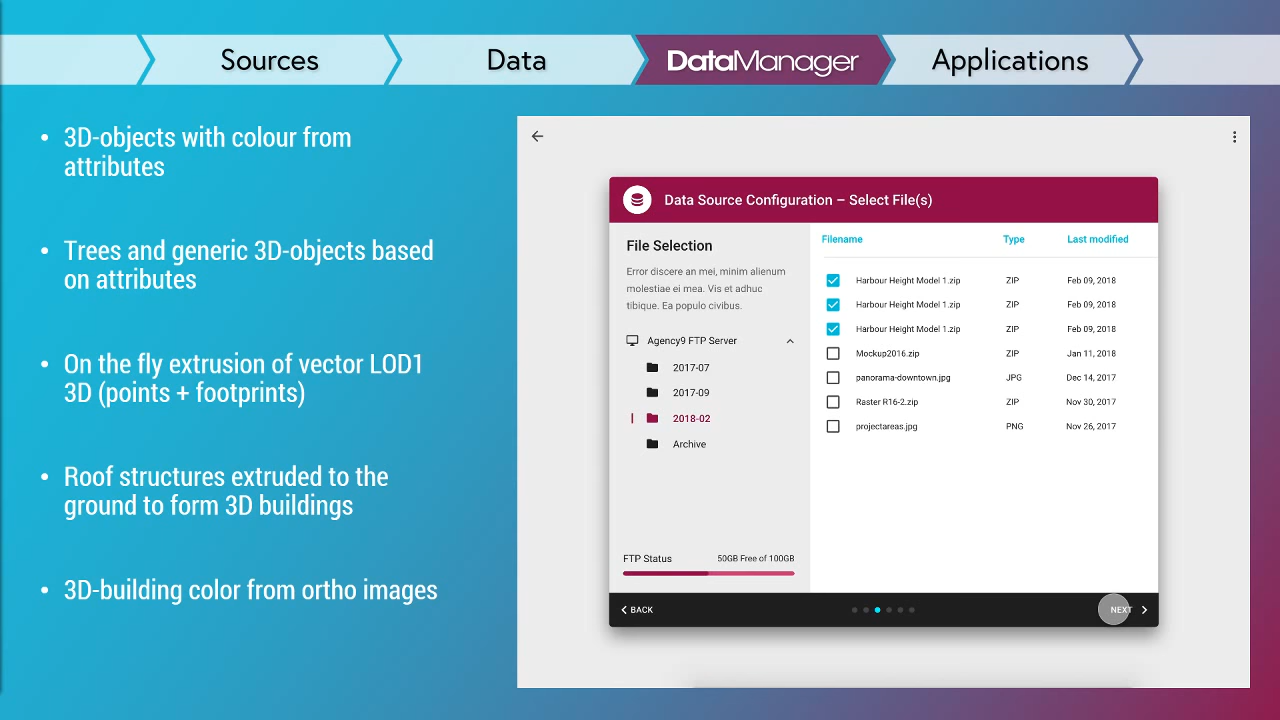 Sources
Data
DataManager
Applications
• 3D-objects with colour from
attributes
• Trees and generic 3D-objects based
on attributes
• On the fly extrusion of vector LOD1
3D (points + footprints)
• Roof structures extruded to the
ground to form 3D buildings
• 3D-building color from ortho images
Data Source Configuration – Select File(s)
File Selection
Error discere an mei, minim alienum
molestiae ei mea. Vis et adhuc
tibique. Ea populo civibus.
Agency9 FTP Server
2017-07
2017-09
2018-02
Archive
FTP Status 50GB Free of 100GB
Filename Type Last modified
Harbour Height Model 1.zip ZIP Feb 09, 2018
Harbour Height Model 1.zip ZIP Feb 09, 2018
Harbour Height Model 1.zip ZIP Feb 09, 2018
Mockup2016.zip ZIP Jan 11, 2018
panorama-downtown.jpg JPG Dec 14, 2017
Raster R16-2.zip ZIP Nov 30, 2017
projectareas.jpg PNG Nov 26, 2017
BACK
NEXT